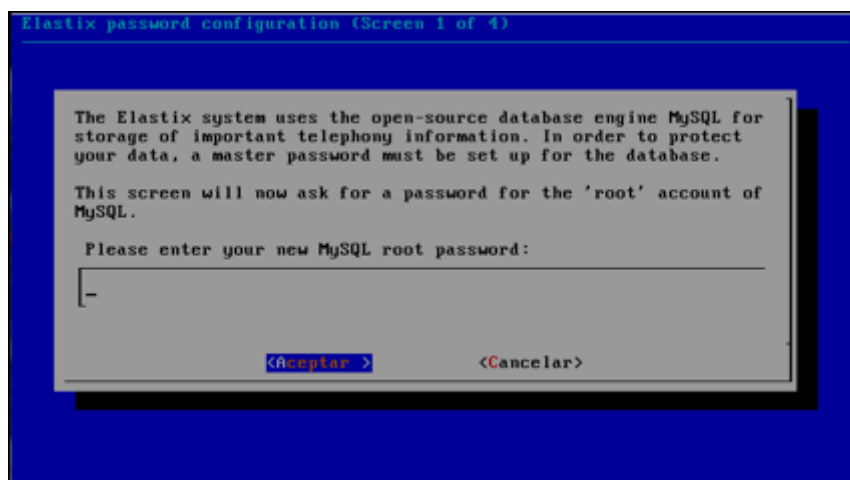 Elastix password configuration (Screen 1 of 4)
The Elastix system uses the open-source database engine MySQL for
storage of important telephony information. In order to protect
your data, a master password must be set up for the database.
This screen will now ask for a password for the 'root' account of
MySQL.
Please enter your new MySQL root password:
<Aceptar > <Cancelar>